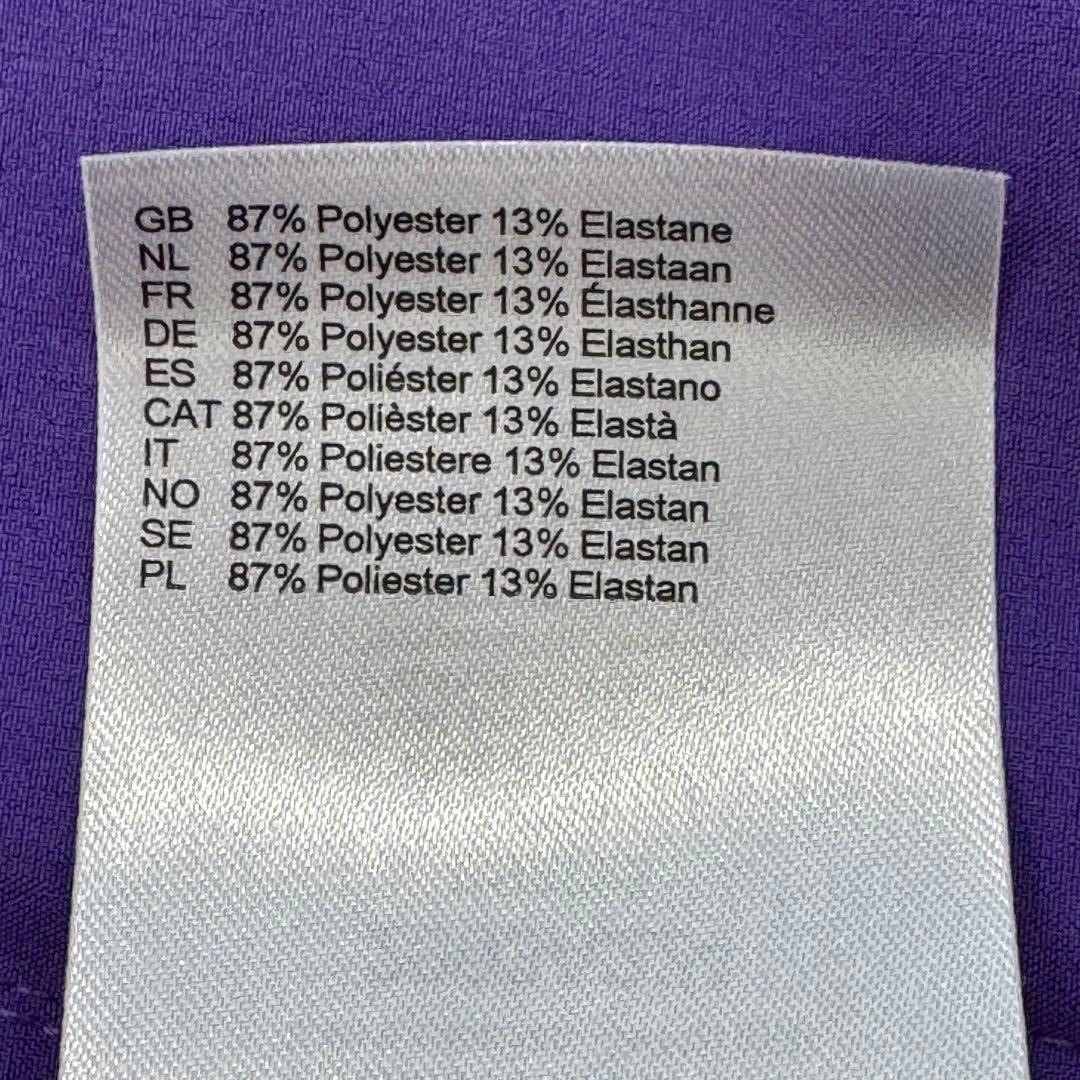 GB 87% Polyester 13% Elastane
NL 87% Polyester 13% Elastaan
FR 87% Polyester 13% Élasthanne
DE 87% Polyester 13% Elasthan
ES 87% Poliéster 13% Elastano
CAT 87% Polièster 13% Elastà
IT 87% Poliestere 13% Elastan
NO 87% Polyester 13% Elastan
SE 87% Polyester 13% Elastan
PL 87% Poliester 13% Elastan